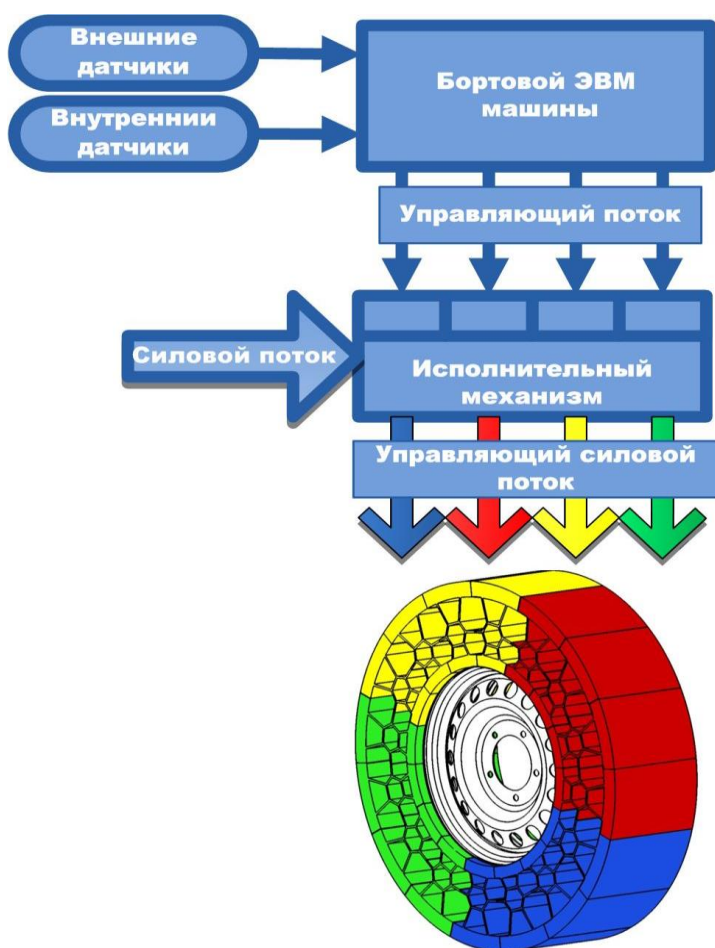 Внешние
датчики
Внутреннии
датчики
Бортовой ЭВМ
машины
Управляющий поток
Силовой поток
Исполнительный
механизм
Управляющий силовой
поток